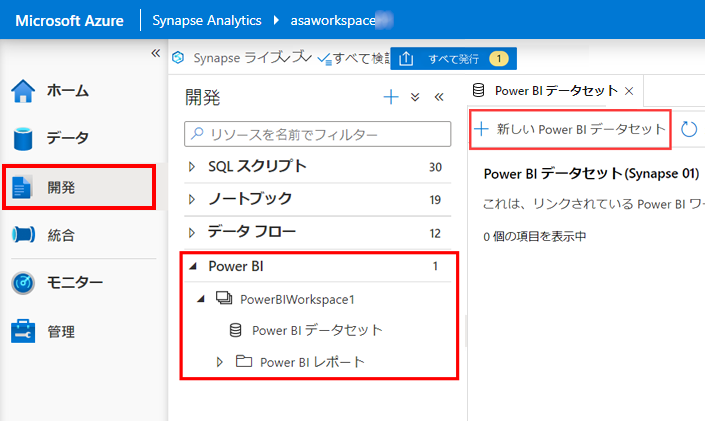 Microsoft Azure Synapse Analytics asaworkspace
Synapse ライブ すべて検証 すべて発行 1
ホーム
データ
開発
統合
モニター
管理
開発
リソースを名前でフィルター
SQL スクリプト 30
ノートブック 19
データ フロー 12
Power BI 1
PowerBIWorkspace1
Power BI データセット
Power BI レポート
Power BI データセット
新しい Power BI データセット
Power BI データセット(Synapse 01)
これは、リンクされている Power BI ワー
0 個の項目を表示中